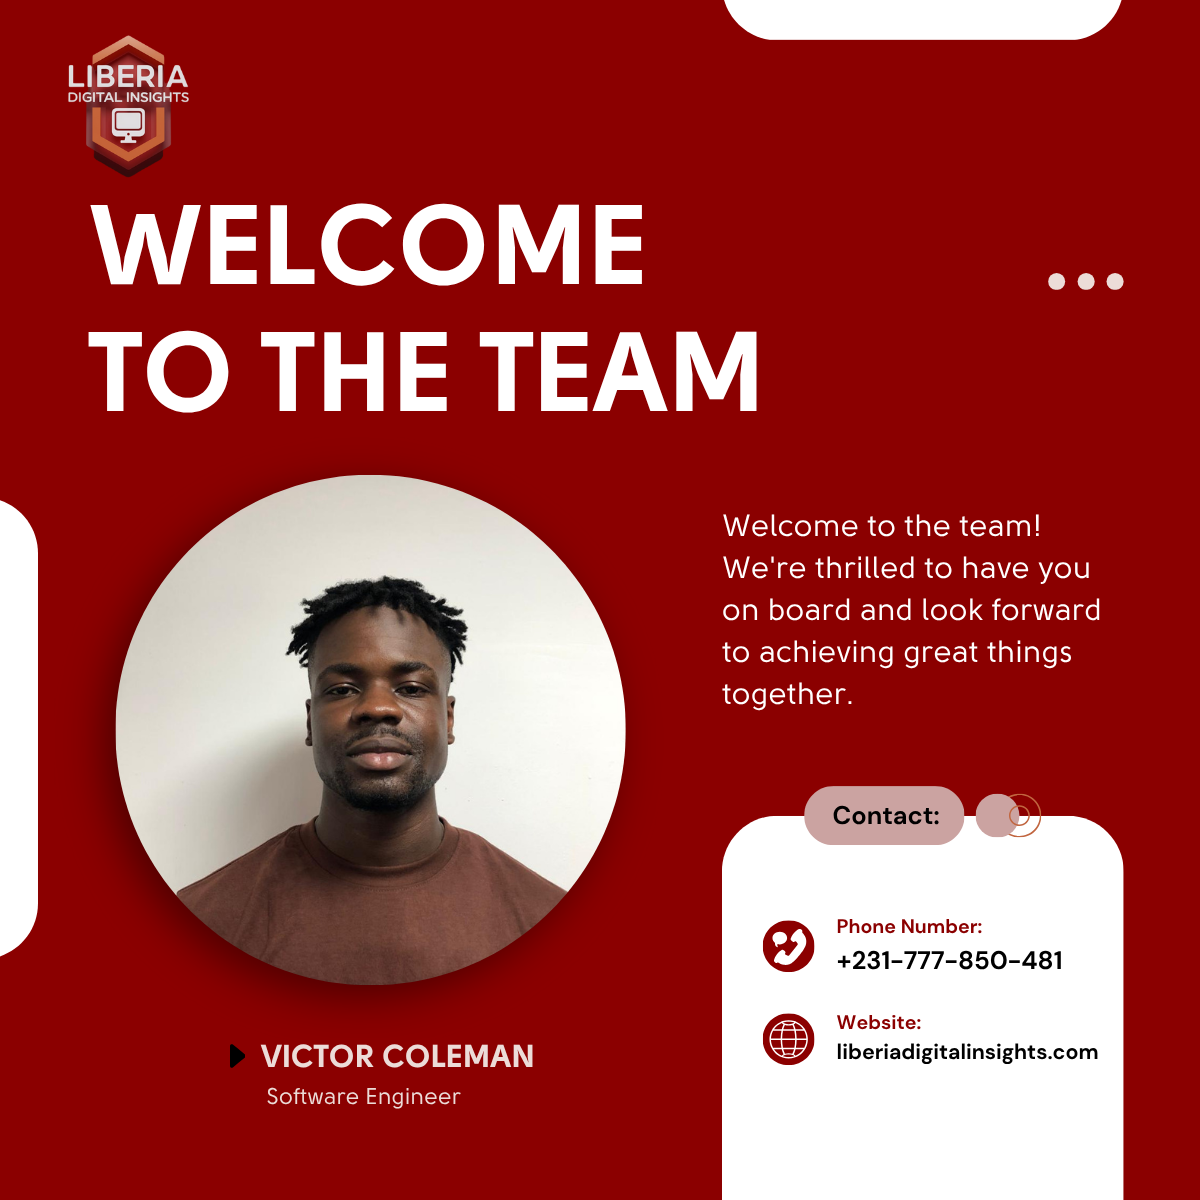 LIBERIA
DIGITAL INSIGHTS
WELCOME
TO THE TEAM
Welcome to the team!
We're thrilled to have you
on board and look forward
to achieving great things
together.
Contact:
Phone Number:
+231-777-850-481
Website:
liberiadigitalinsights.com
VICTOR COLEMAN
Software Engineer